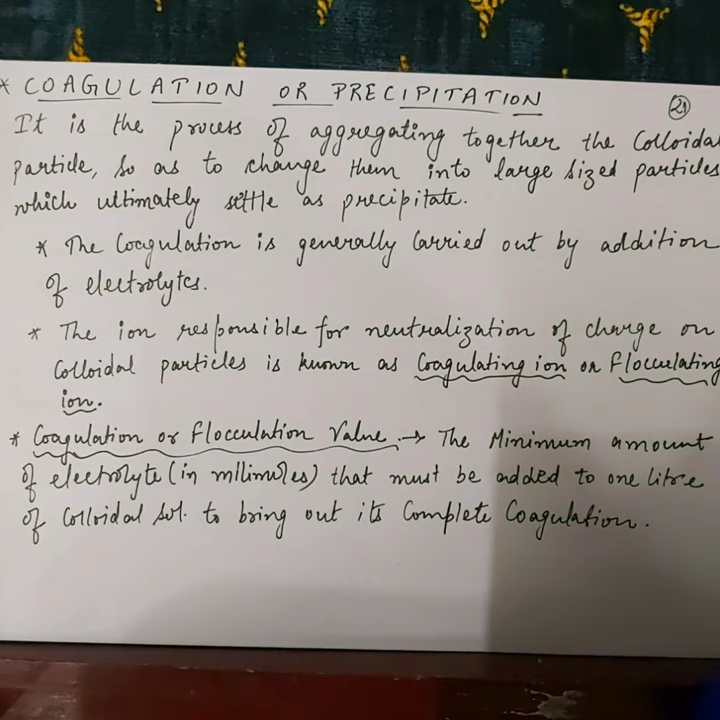 * COAGULATION OR PRECIPITATION
21
It is the process of aggregating together the Colloidal
particle, so as to change them into large sized particles
which ultimately settle as precipitate.
* The Coagulation is generally Carried out by addition
of electrolytes.
* The ion responsible for neutralization of charge on
Colloidal particles is known as Coagulating ion or Flocculating
ion.
* Coagulation or Flocculation Value → The Minimum amount
of electrolyte (in milimoles) that must be added to one litre
of Colloidal sol. to bring out its Complete Coagulation.